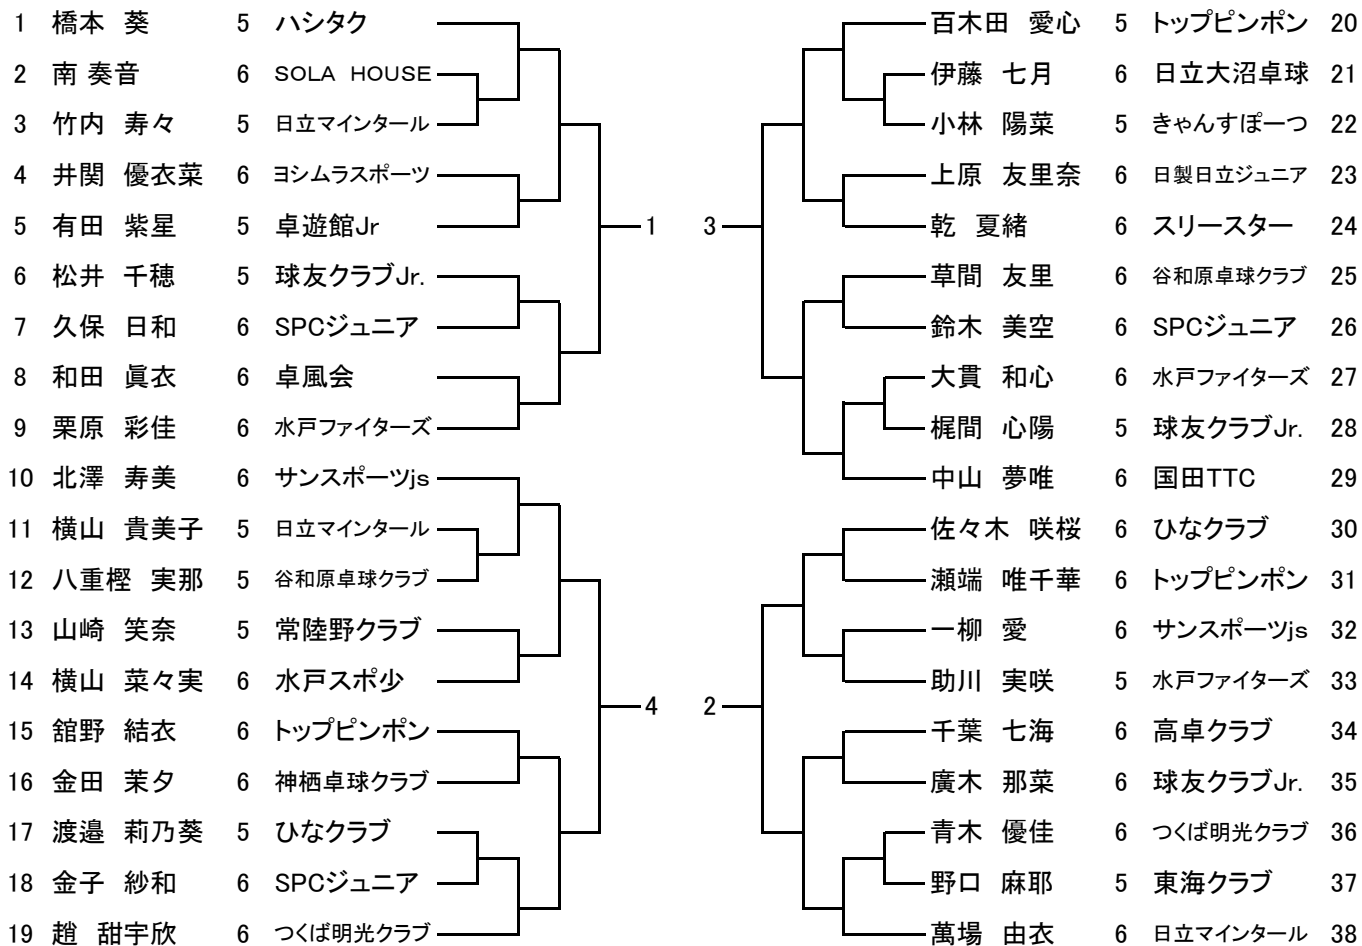 1 橋本 葵 5 ハシタク
2 南 奏音 6 SOLA HOUSE
3 竹内 寿々 5 日立マインタール
4 井関 優衣菜 6 ヨシムラスポーツ
5 有田 紫星 5 卓遊館Jr
6 松井 千穂 5 球友クラブJr.
7 久保 日和 6 SPCジュニア
8 和田 眞衣 6 卓風会
9 栗原 彩佳 6 水戸ファイターズ
10 北澤 寿美 6 サンスポーツjs
11 横山 貴美子 5 日立マインタール
12 八重樫 実那 5 谷和原卓球クラブ
13 山崎 笑奈 5 常陸野クラブ
14 横山 菜々実 6 水戸スポ少
15 舘野 結衣 6 トップピンポン
16 金田 茉夕 6 神栖卓球クラブ
17 渡邉 莉乃葵 5 ひなクラブ
18 金子 紗和 6 SPCジュニア
19 趙 甜宇欣 6 つくば明光クラブ
1
4
3
2
百木田 愛心 5 トップピンポン 20
伊藤 七月 6 日立大沼卓球 21
小林 陽菜 5 きゃんすぽーつ 22
上原 友里奈 6 日製日立ジュニア 23
乾 夏緒 6 スリースター 24
草間 友里 6 谷和原卓球クラブ 25
鈴木 美空 6 SPCジュニア 26
大貫 和心 6 水戸ファイターズ 27
梶間 心陽 5 球友クラブJr. 28
中山 夢唯 6 国田TTC 29
佐々木 咲桜 6 ひなクラブ 30
瀬端 唯千華 6 トップピンポン 31
一柳 愛 6 サンスポーツjs 32
助川 実咲 5 水戸ファイターズ 33
千葉 七海 6 高卓クラブ 34
廣木 那菜 6 球友クラブJr. 35
青木 優佳 6 つくば明光クラブ 36
野口 麻耶 5 東海クラブ 37
萬場 由衣 6 日立マインタール 38